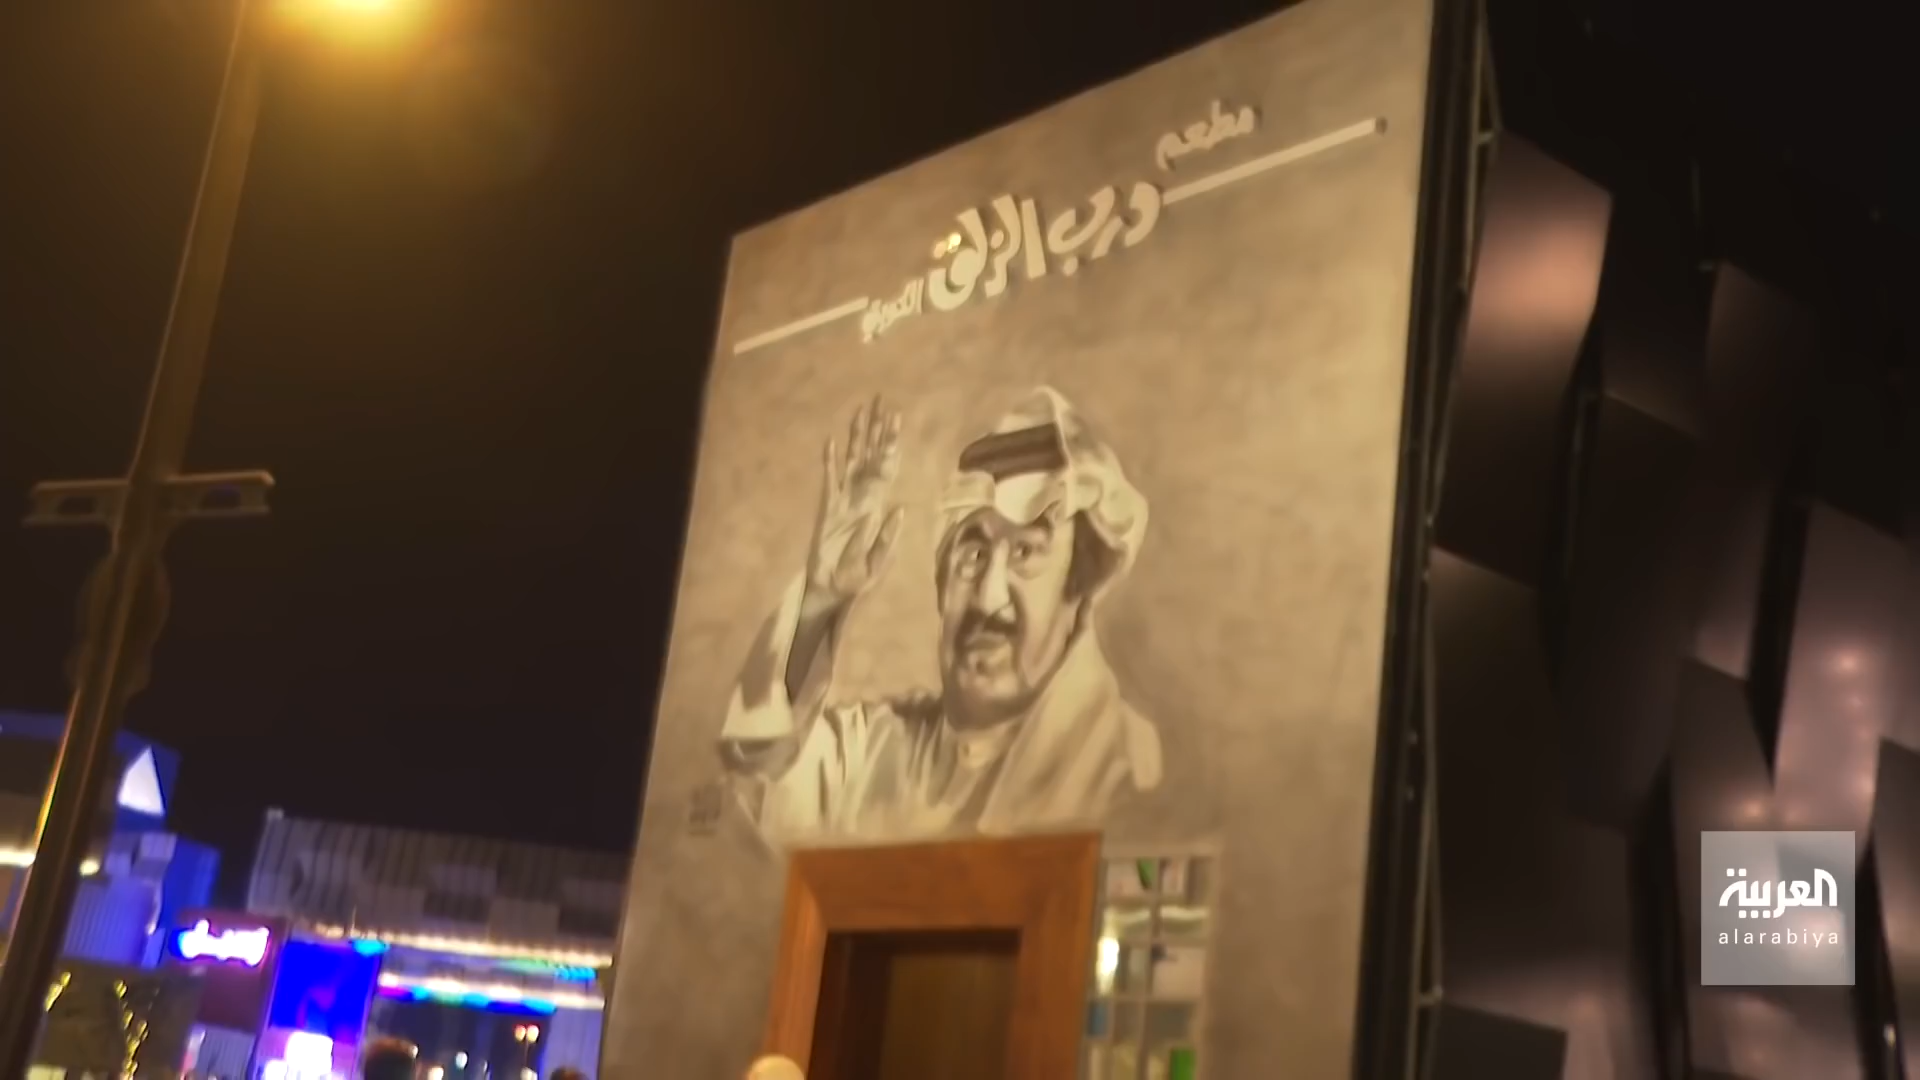 مطعم
درب الزلق
الكويتي
العربية
alarabiya